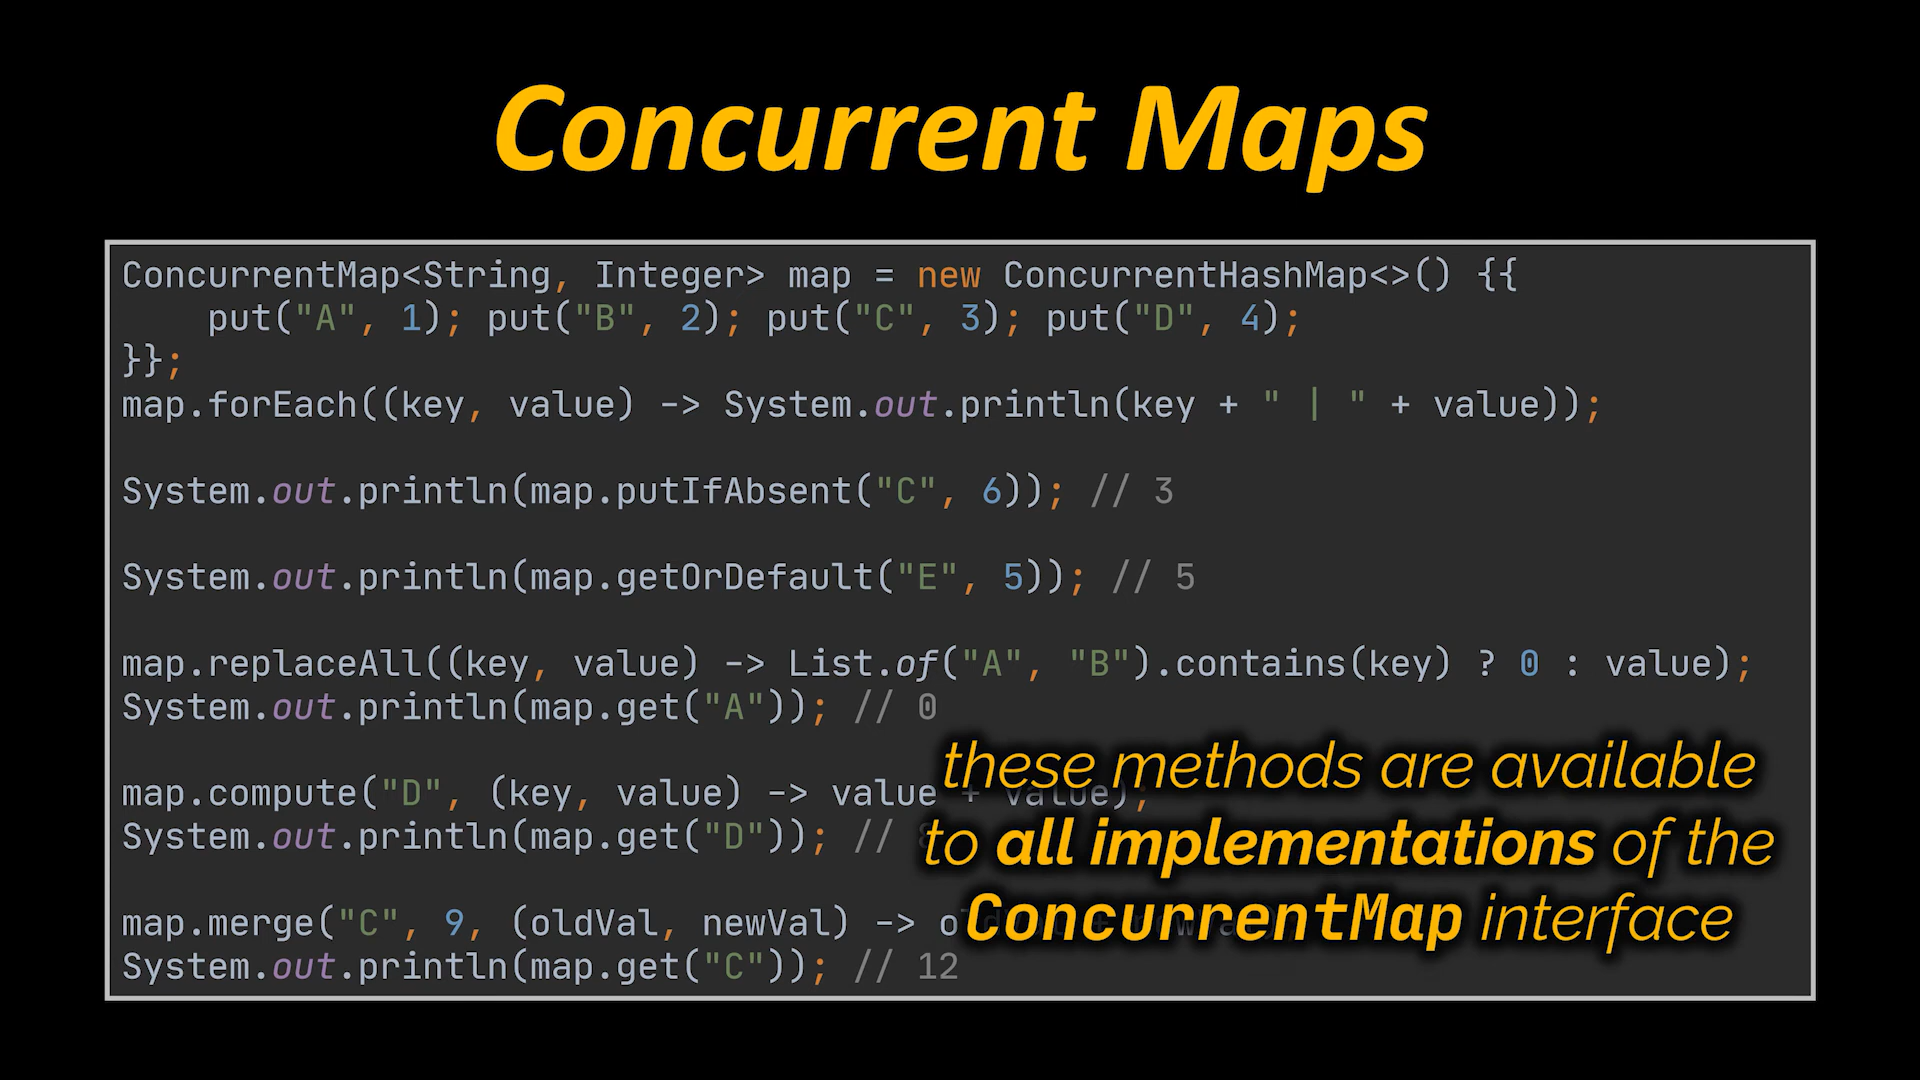 Concurrent Maps
ConcurrentMap<String, Integer> map = new ConcurrentHashMap<>() {{
    put("A", 1); put("B", 2); put("C", 3); put("D", 4);
}};
map.forEach((key, value) -> System.out.println(key + " | " + value));
System.out.println(map.putIfAbsent("C", 6)); // 3
System.out.println(map.getOrDefault("E", 5)); // 5
map.replaceAll((key, value) -> List.of("A", "B").contains(key) ? 0 : value);
System.out.println(map.get("A")); // 0
map.compute("D", (key, value) -> value + value);
System.out.println(map.get("D")); //
map.merge("C", 9, (oldVal, newVal) ->
System.out.println(map.get("C")); // 12
these methods are available
to all implementations of the
ConcurrentMap interface